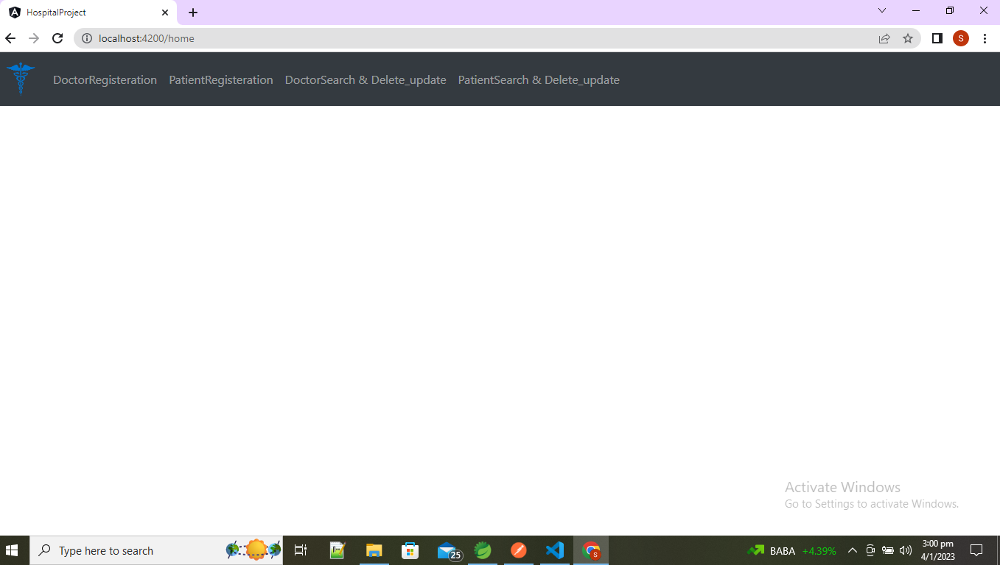 HospitalProject
localhost:4200/home
S
DoctorRegisteration PatientRegisteration DoctorSearch & Delete_update PatientSearch & Delete_update
Activate Windows
Go to Settings to activate Windows.
Type here to search
25
S
BABA +4.39%
3:00 pm
4/1/2023